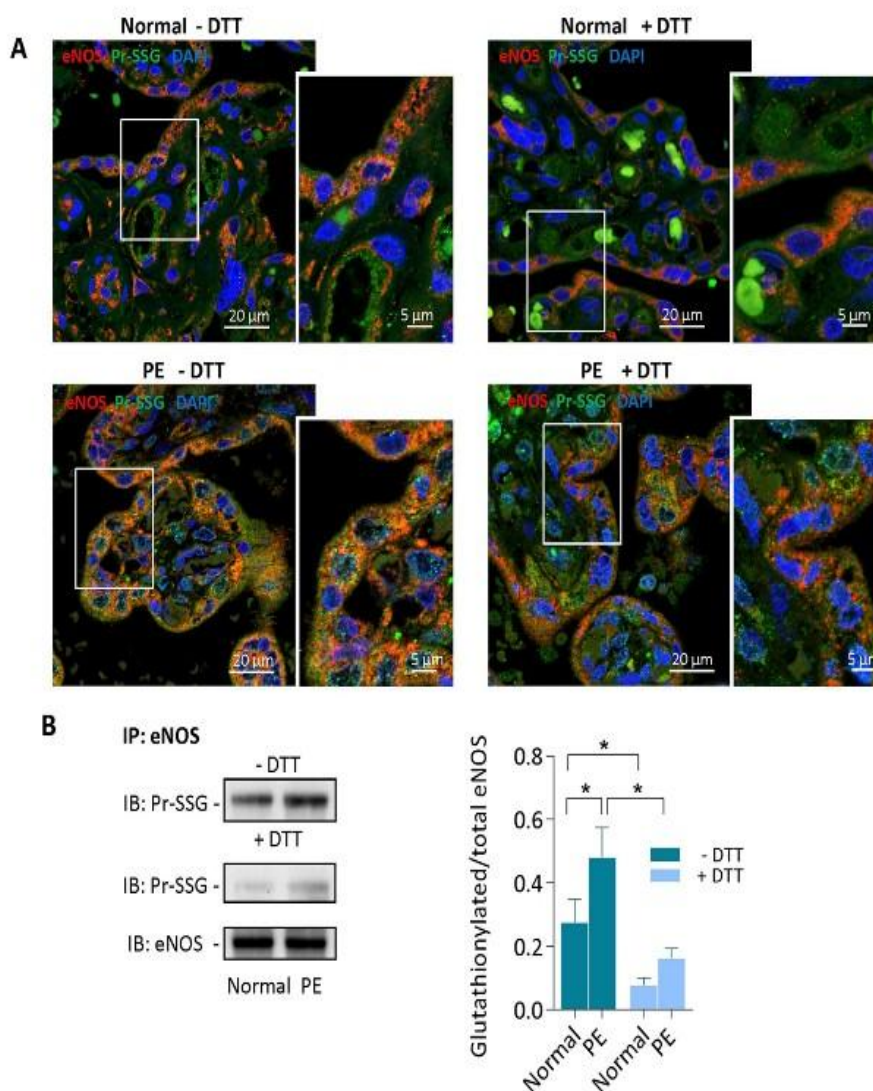 A
Normal - DTT
eNOS Pr-SSG DAPI
20 µm
5 µm
Normal + DTT
eNOS Pr-SSG DAPI
20 µm
5 µm
PE - DTT
eNOS Pr-SSG DAPI
20 µm
5 µm
PE + DTT
eNOS Pr-SSG DAPI
20 µm
5 µm
B
IP: eNOS
- DTT
IB: Pr-SSG -
+ DTT
IB: Pr-SSG -
IB: eNOS -
Normal PE
Glutathionylated/total eNOS
0.8
0.6
0.4
0.2
0.0
*
*
*
- DTT
+ DTT
Normal
PE
Normal
PE